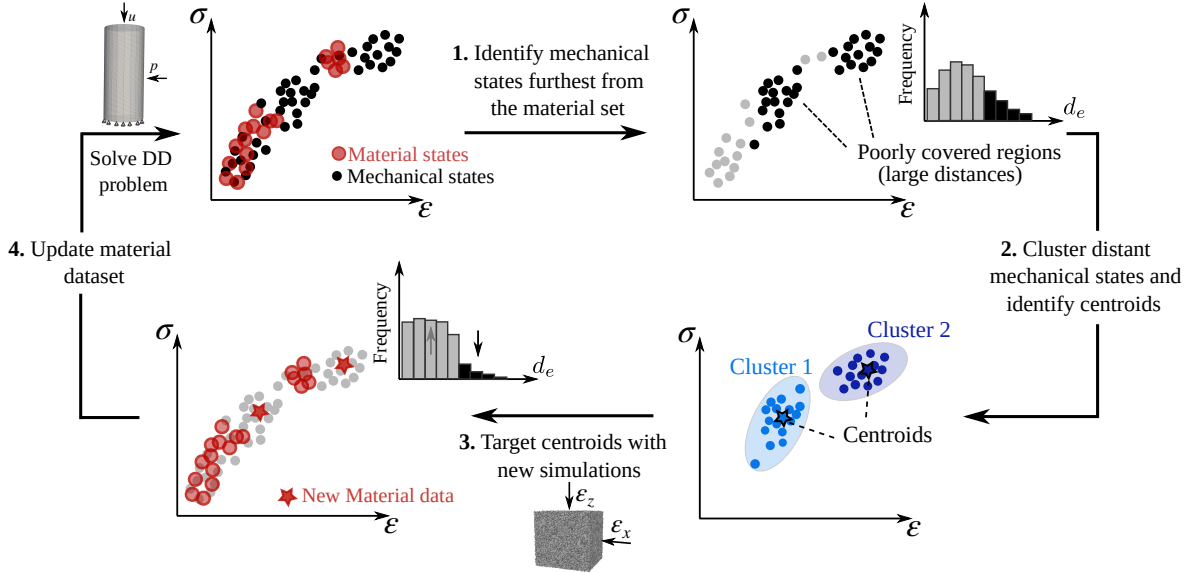 u
p
Solve DD
problem
σ
ε
Material states
Mechanical states
1. Identify mechanical
states furthest from
the material set
σ
ε
Poorly covered regions
(large distances)
Frequency
d_e
2. Cluster distant
mechanical states and
identify centroids
σ
ε
Cluster 1
Cluster 2
Centroids
3. Target centroids with
new simulations
ε_z
ε_x
Frequency
d_e
σ
ε
New Material data
4. Update material
dataset